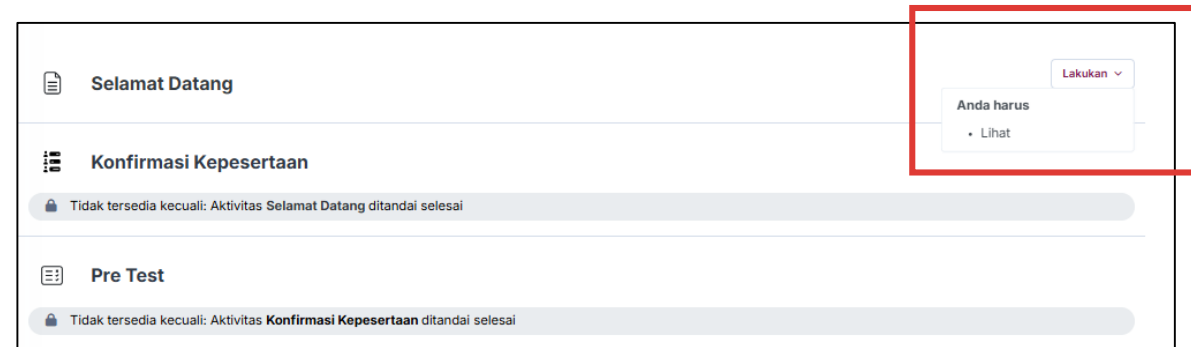 Selamat Datang
Lakukan
Anda harus
• Lihat
Konfirmasi Kepesertaan
Tidak tersedia kecuali: Aktivitas Selamat Datang ditandai selesai
Pre Test
Tidak tersedia kecuali: Aktivitas Konfirmasi Kepesertaan ditandai selesai